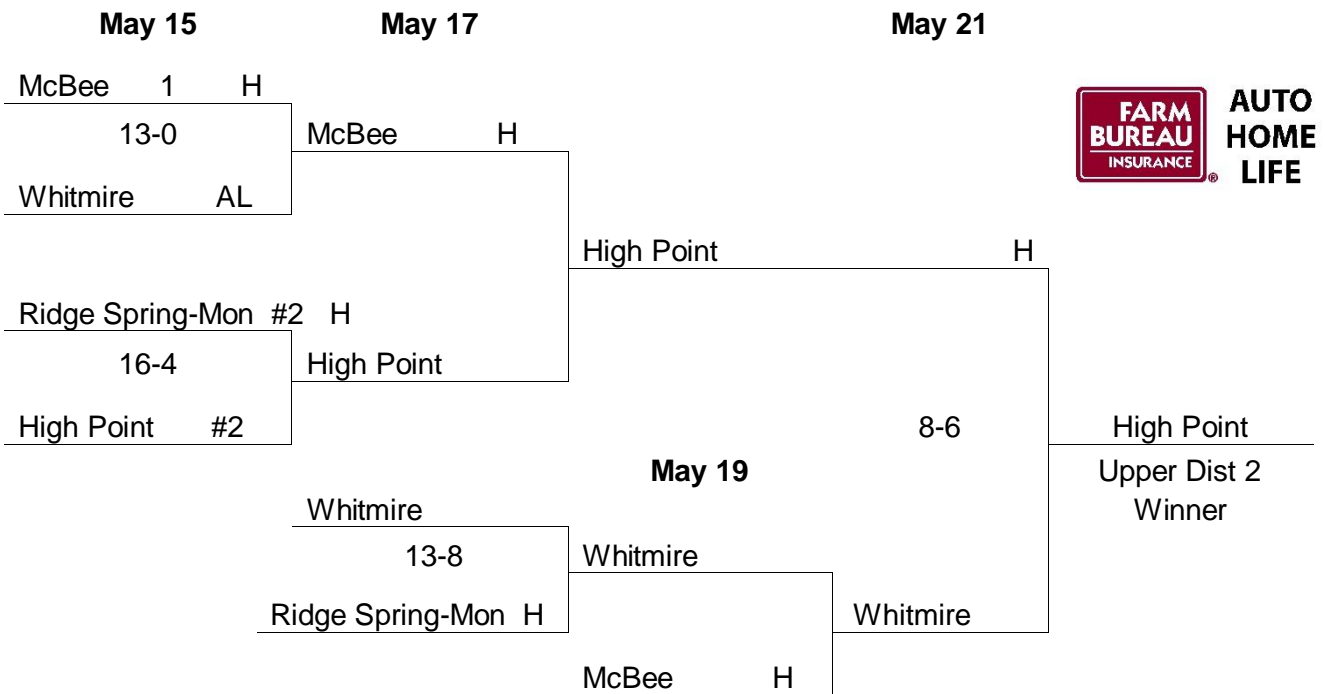 May 15 May 17 May 21
McBee 1 H
13-0
McBee H
Whitmire AL
FARM
BUREAU
INSURANCE
®
AUTO
HOME
LIFE
High Point H
Ridge Spring-Mon #2 H
16-4
High Point
High Point #2
8-6
High Point
May 19
Upper Dist 2
Winner
Whitmire
13-8
Whitmire
Ridge Spring-Mon H
Whitmire
McBee H